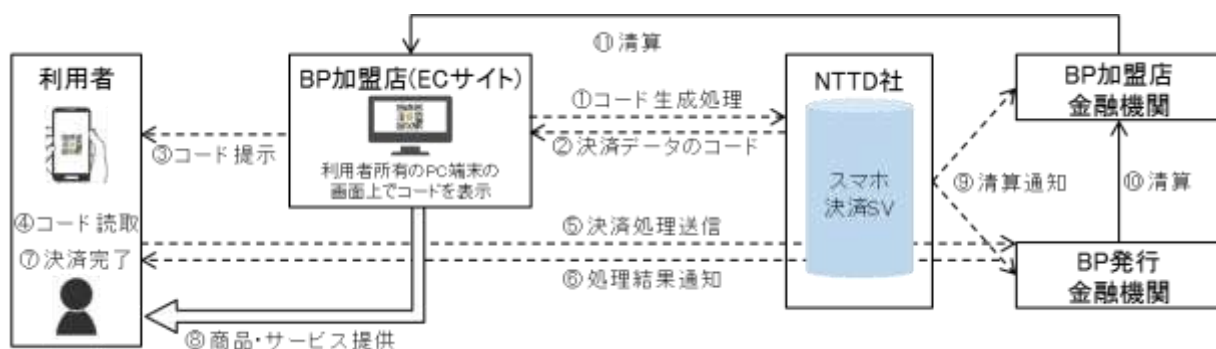 ⑪清算
利用者
BP加盟店(ECサイト)
NTTD社
BP加盟店
金融機関
①コード生成処理
②決済データのコード
③コード提示
利用者所有のPC端末の
画面上でコードを表示
スマホ
決済SV
⑨清算通知
⑩清算
④コード読取
⑤決済処理送信
⑦決済完了
⑥処理結果通知
BP発行
金融機関
⑧商品・サービス提供